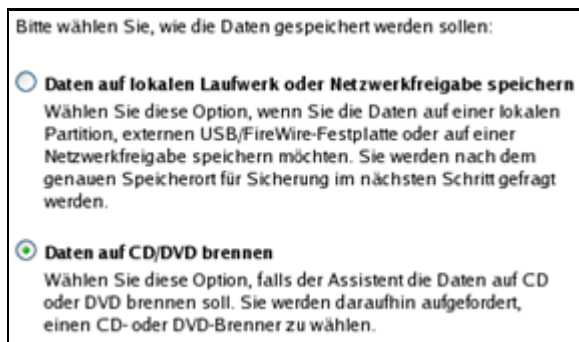 Bitte wählen Sie, wie die Daten gespeichert werden sollen:
Daten auf lokalen Laufwerk oder Netzwerkfreigabe speichern
Wählen Sie diese Option, wenn Sie die Daten auf einer lokalen
Partition, externen USB/FireWire-Festplatte oder auf einer
Netzwerkfreigabe speichern möchten. Sie werden nach dem
genauen Speicherort für Sicherung im nächsten Schritt gefragt
werden.
Daten auf CD/DVD brennen
Wählen Sie diese Option, falls der Assistent die Daten auf CD
oder DVD brennen soll. Sie werden daraufhin aufgefordert,
einen CD- oder DVD-Brenner zu wählen.